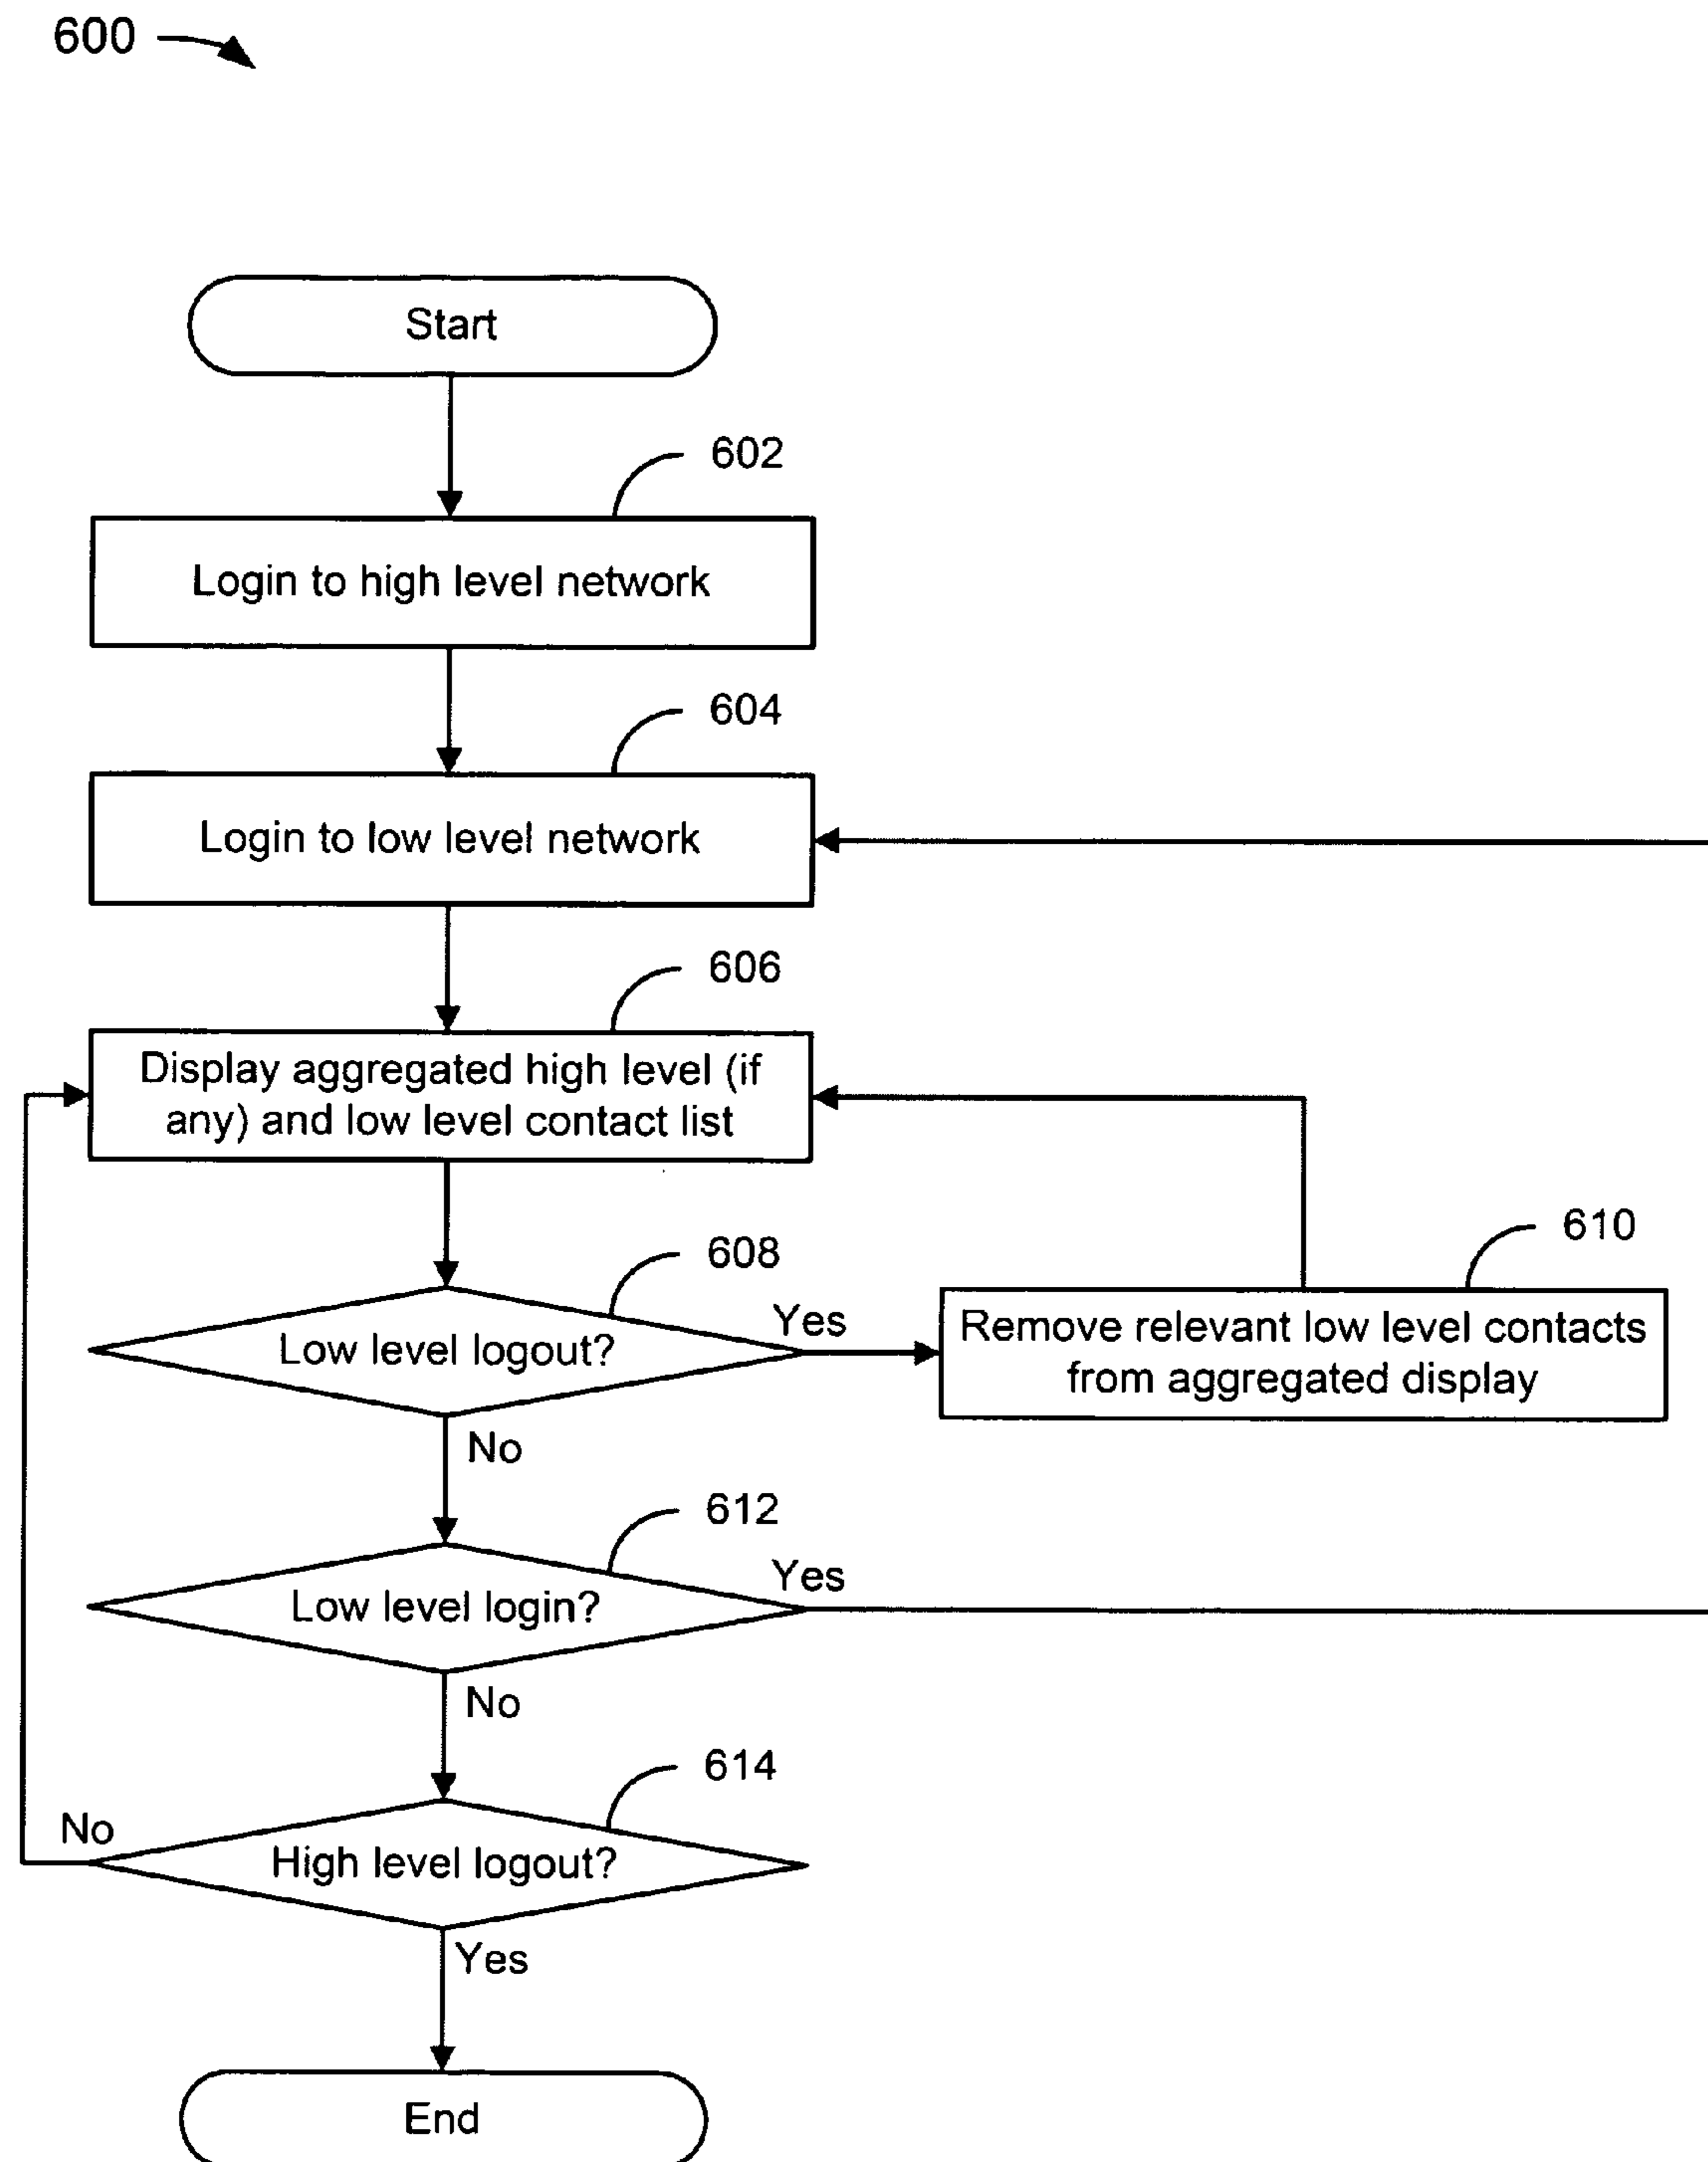 600
Start
602
Login to high level network
604
Login to low level network
606
Display aggregated high level (if
any) and low level contact list
608
Low level logout?
Yes
610
Remove relevant low level contacts
from aggregated display
No
612
Low level login?
Yes
No
614
High level logout?
No
Yes
End